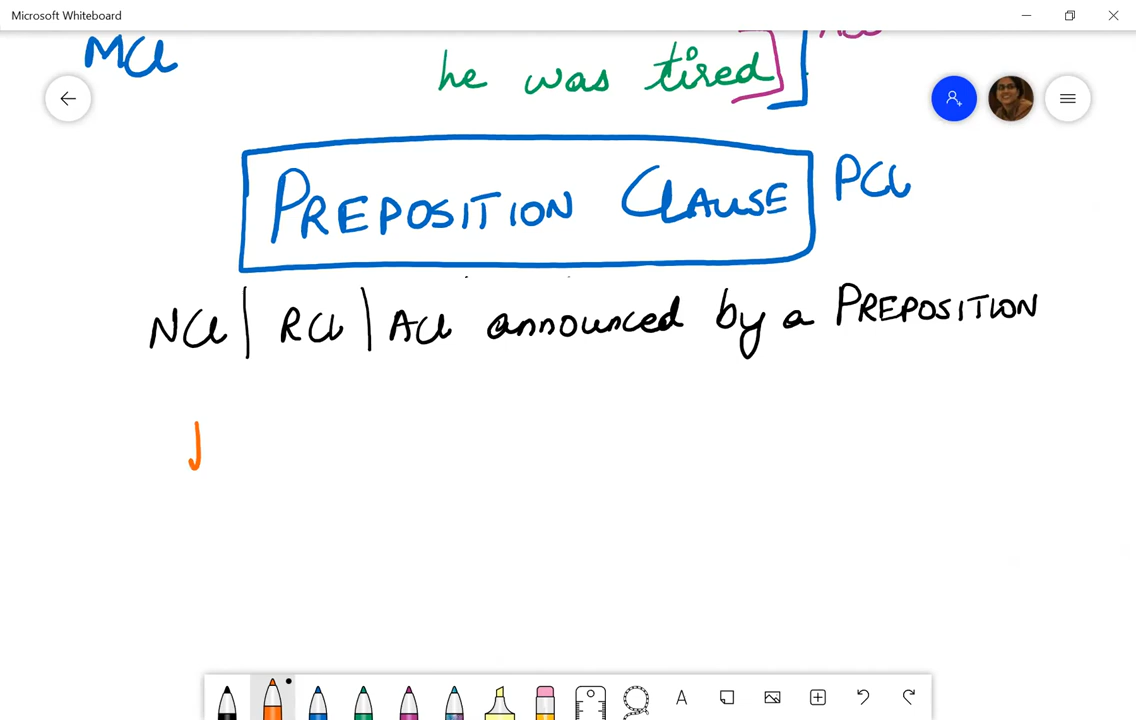 Microsoft Whiteboard
MCl
he was tired
PREPOSITION CLAUSE
PCl
NCl | RCl | ACl announced by a PREPOSITION
J
A